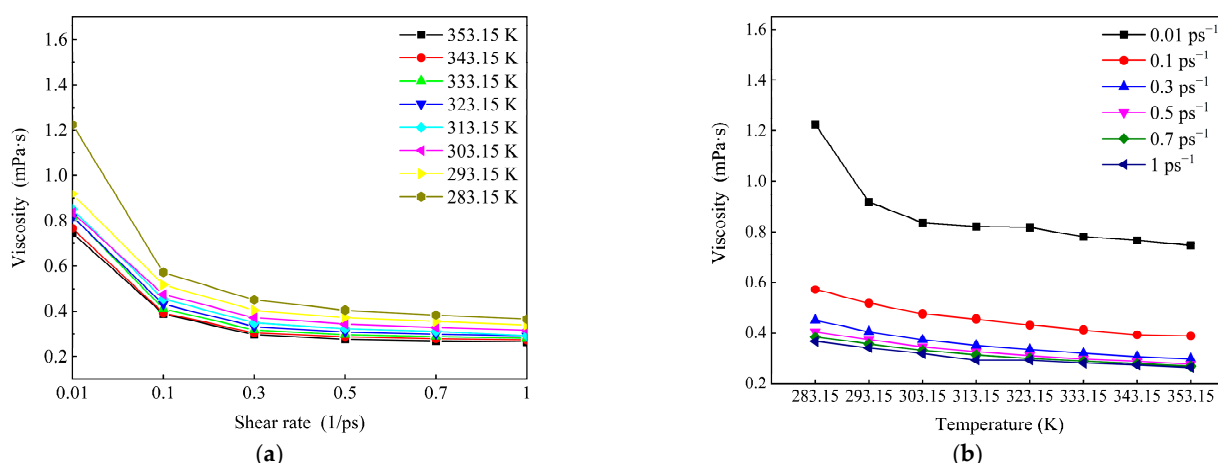 1.6
1.4
1.2
1.0
0.8
0.6
0.4
0.2
Viscosity (mPa·s)
0.01 0.1 0.3 0.5 0.7 1
Shear rate (1/ps)
353.15 K
343.15 K
333.15 K
323.15 K
313.15 K
303.15 K
293.15 K
283.15 K
(a)
1.6
1.4
1.2
1.0
0.8
0.6
0.4
0.2
Viscosity (mPa·s)
283.15 293.15 303.15 313.15 323.15 333.15 343.15 353.15
Temperature (K)
0.01 ps⁻¹
0.1 ps⁻¹
0.3 ps⁻¹
0.5 ps⁻¹
0.7 ps⁻¹
1 ps⁻¹
(b)